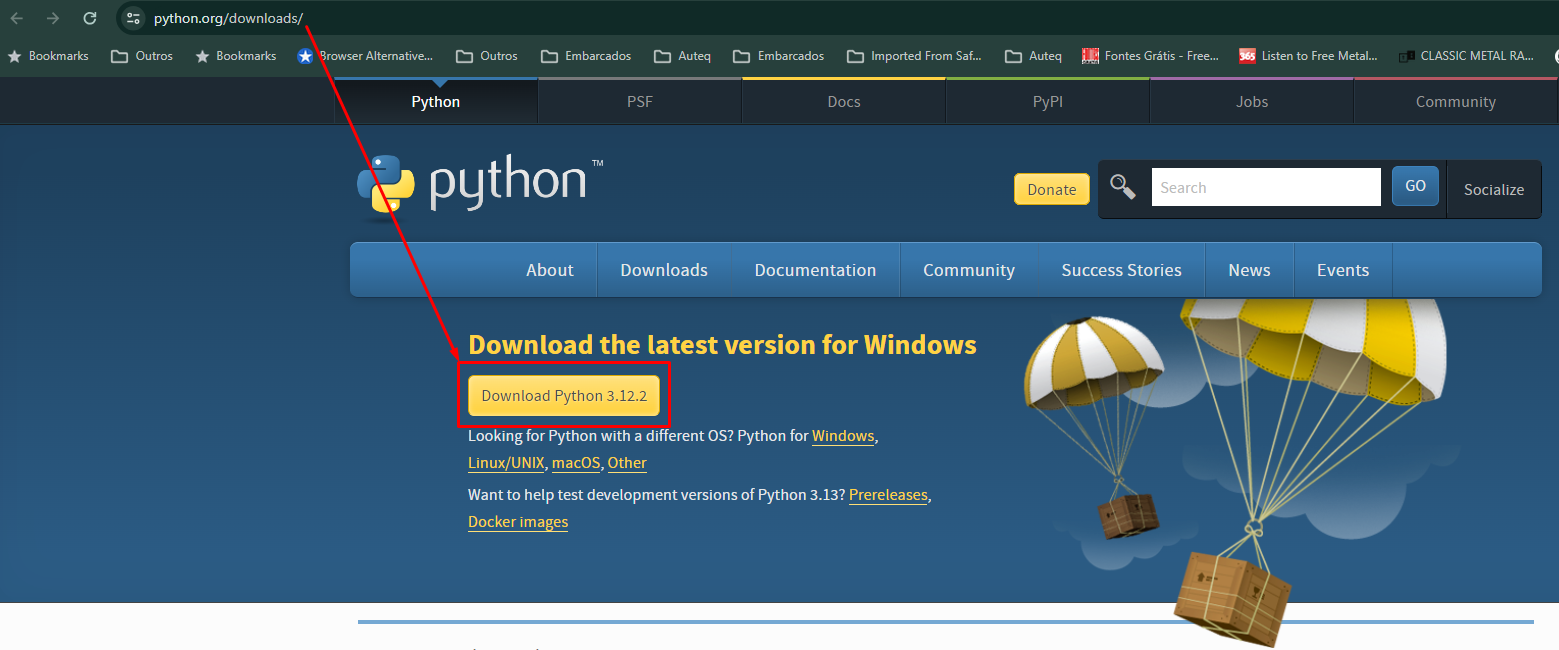 python.org/downloads/
Bookmarks Outros Bookmarks Browser Alternative... Outros Embarcados Auteq Embarcados Imported From Saf... Auteq Fontes Grátis - Free... 365 Listen to Free Metal... CLASSIC METAL RA...
Python PSF Docs PyPI Jobs Community
python™
Donate Search GO Socialize
About Downloads Documentation Community Success Stories News Events
Download the latest version for Windows
Download Python 3.12.2
Looking for Python with a different OS? Python for Windows,
Linux/UNIX, macOS, Other
Want to help test development versions of Python 3.13? Prereleases,
Docker images